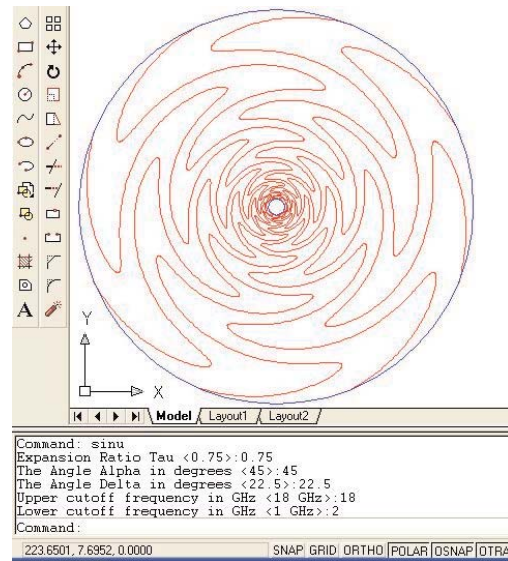 A
Y
X
Model Layout1 Layout2
Command: sinu
Expansion Ratio Tau <0.75>:0.75
The Angle Alpha in degrees <45>:45
The Angle Delta in degrees <22.5>:22.5
Upper cutoff frequency in GHz <18 GHz>:18
Lower cutoff frequency in GHz <1 GHz>:2
Command:
223.6501, 7.6952, 0.0000 SNAP GRID ORTHO POLAR OSNAP OTRA